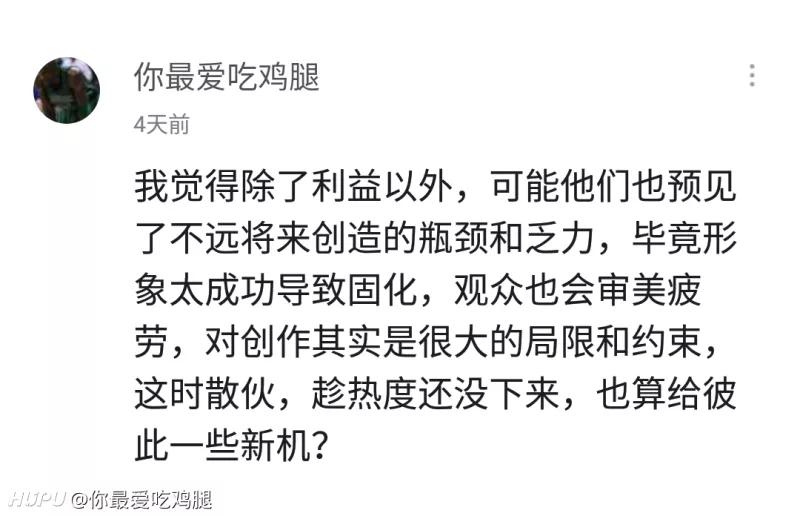 你最爱吃鸡腿
4天前
我觉得除了利益以外，可能他们也预见
了不远将来创造的瓶颈和乏力，毕竟形
象太成功导致固化，观众也会审美疲
劳，对创作其实是很大的局限和约束，
这时散伙，趁热度还没下来，也算给彼
此一些新机？
HUPU @你最爱吃鸡腿